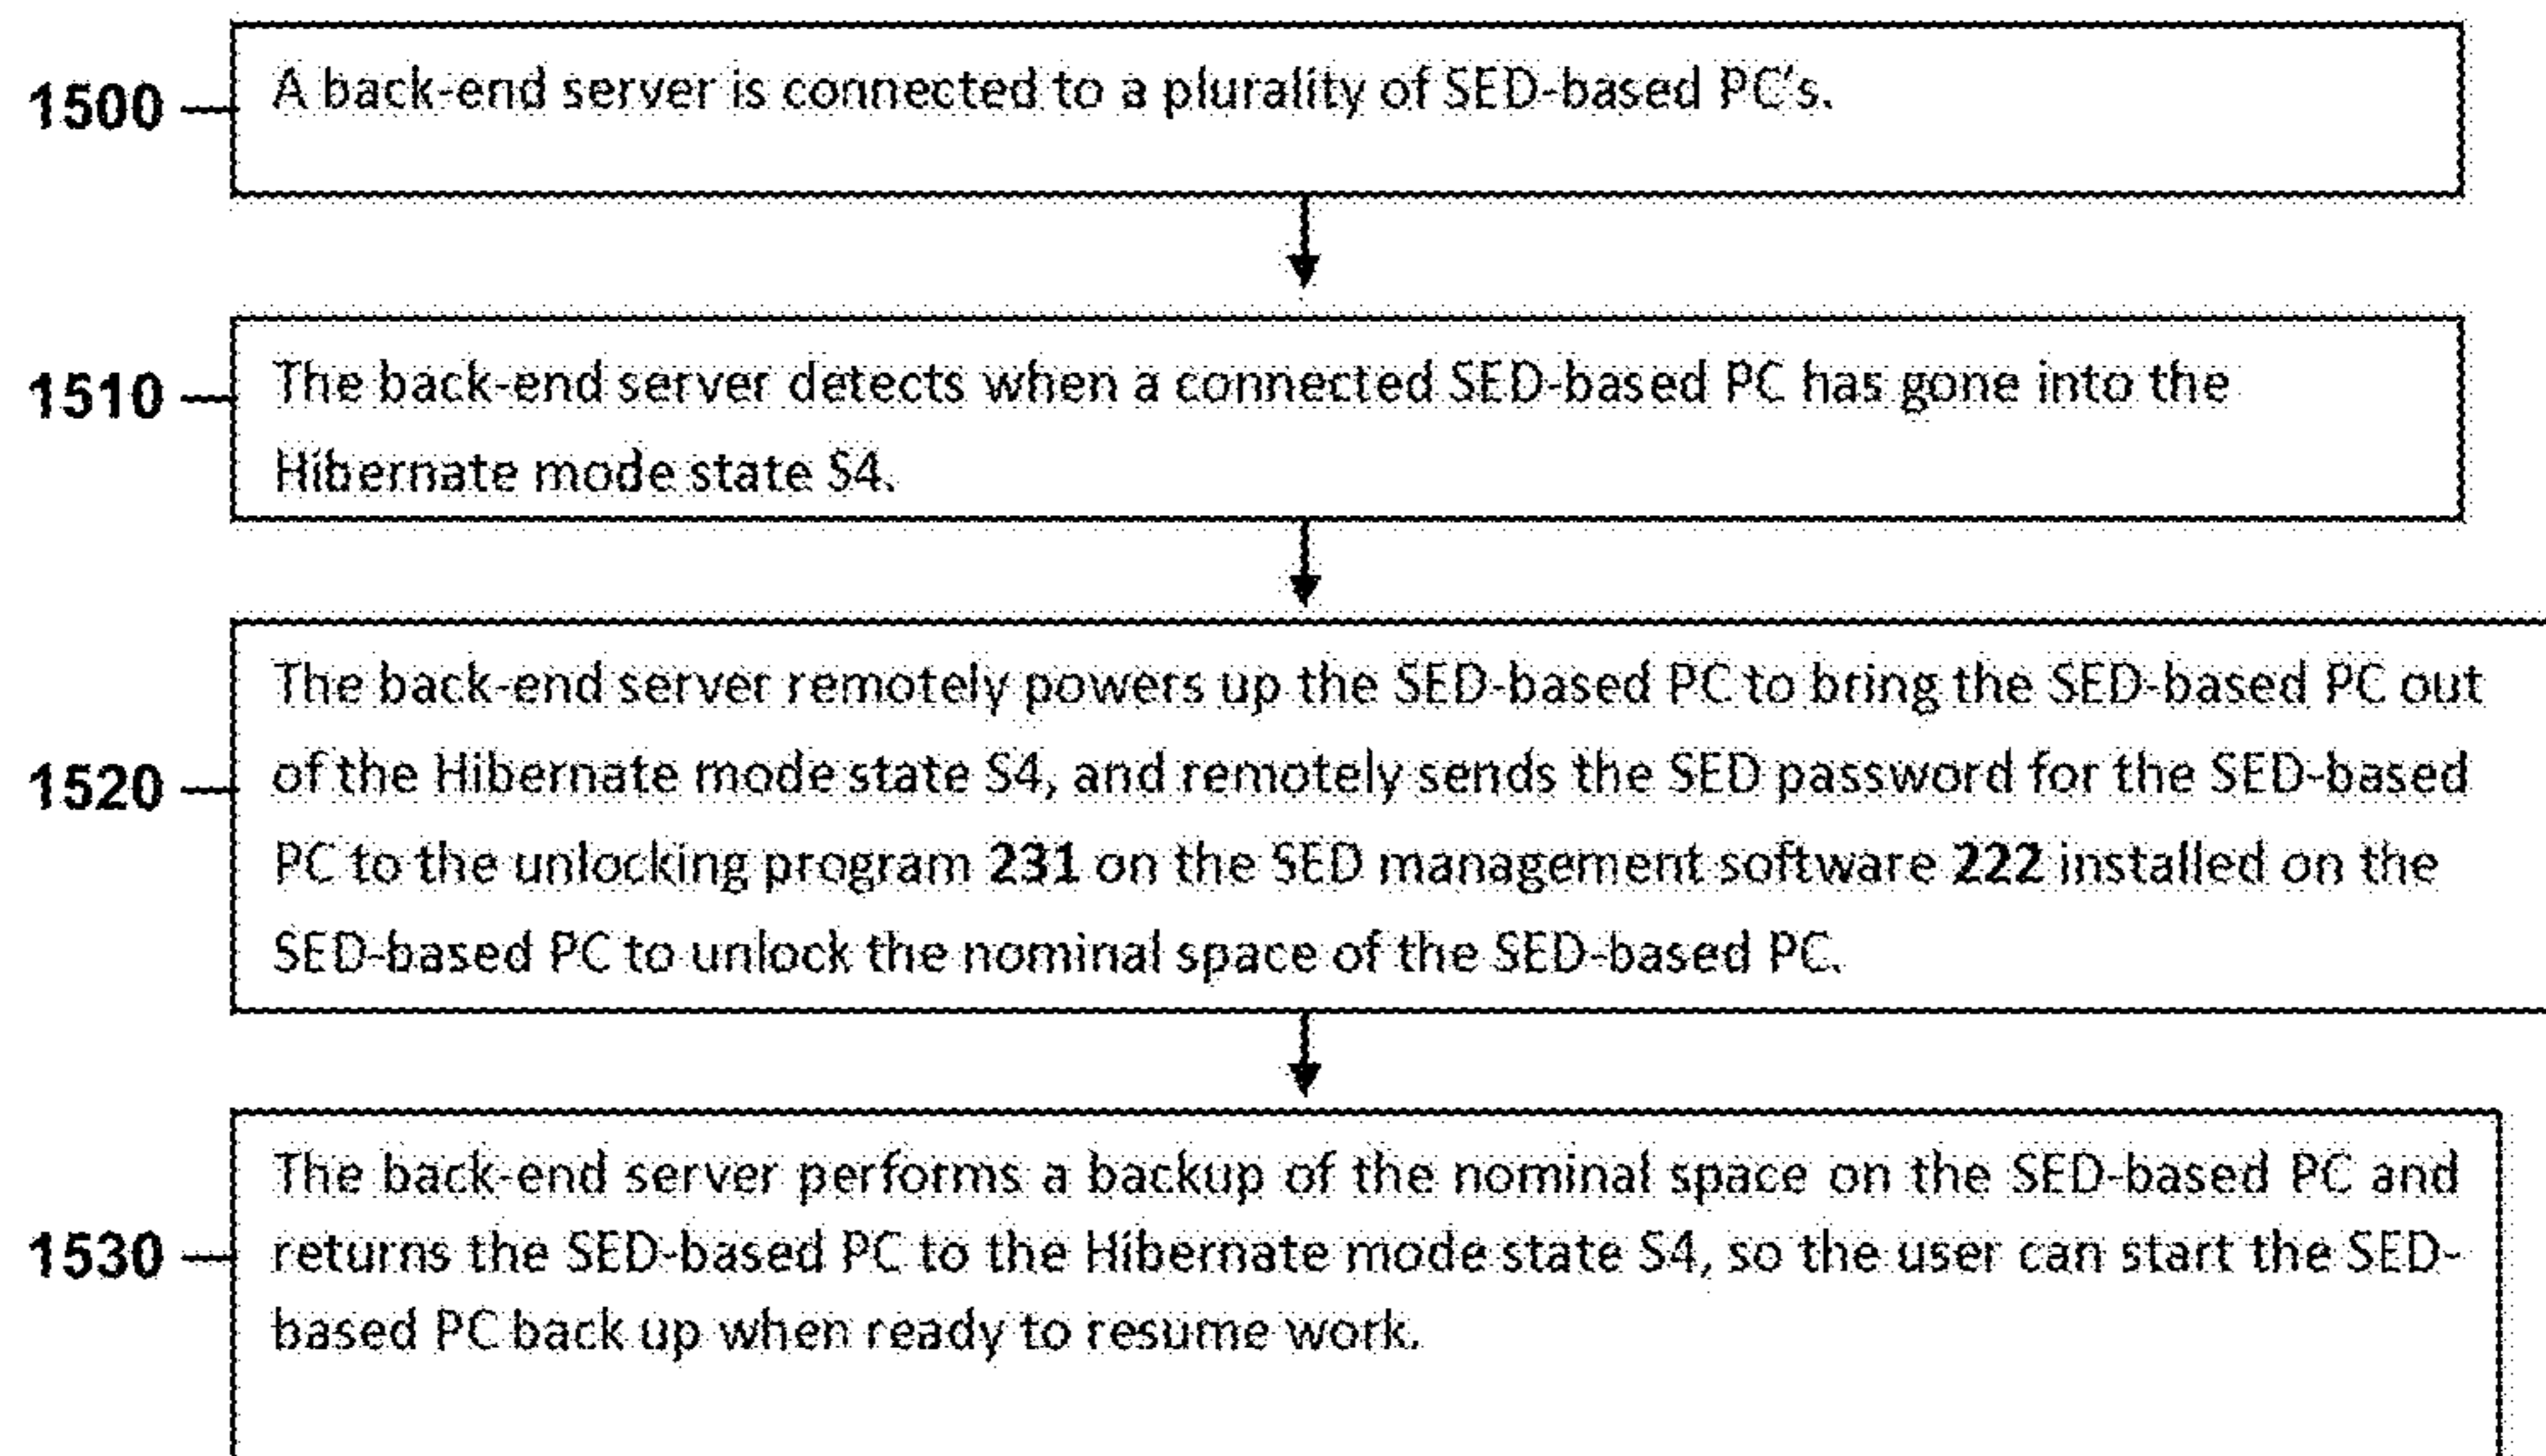 1500 A back-end server is connected to a plurality of SED-based PC's.
1510 The back-end server detects when a connected SED-based PC has gone into the
Hibernate mode state S4.
The back-end server remotely powers up the SED-based PC to bring the SED-based PC out
1520 of the Hibernate mode state S4, and remotely sends the SED password for the SED-based
PC to the unlocking program 231 on the SED management software 222 installed on the
SED-based PC to unlock the nominal space of the SED-based PC.
The back-end server performs a backup of the nominal space on the SED-based PC and
1530 returns the SED-based PC to the Hibernate mode state S4, so the user can start the SED-
based PC back up when ready to resume work.